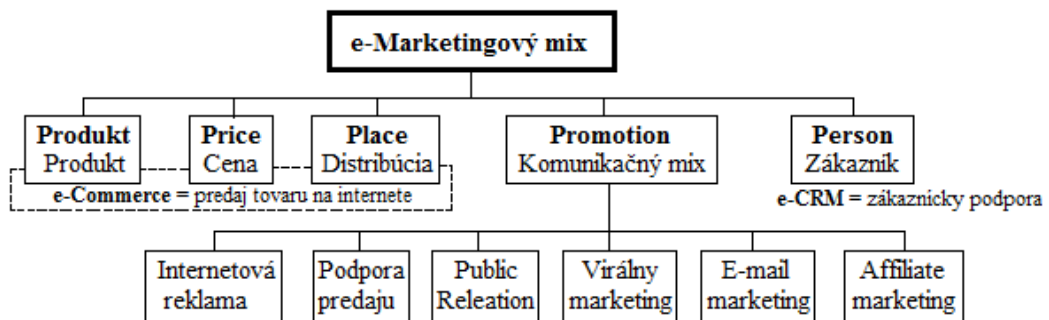 e-Marketingový mix
Produkt
Produkt
Price
Cena
Place
Distribúcia
Promotion
Komunikačný mix
Person
Zákazník
e-Commerce = predaj tovaru na internete
e-CRM = zákaznicky podpora
Internetová
reklama
Podpora
predaju
Public
Releation
Virálny
marketing
E-mail
marketing
Affiliate
marketing